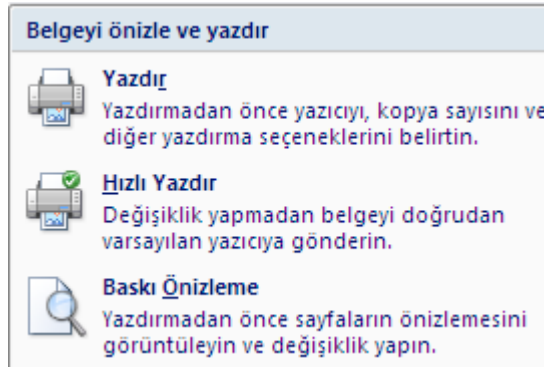 Belgeyi önizle ve yazdır
Yazdır
Yazdırmadan önce yazıcıyı, kopya sayısını ve
diğer yazdırma seçeneklerini belirtin.
Hızlı Yazdır
Değişiklik yapmadan belgeyi doğrudan
varsayılan yazıcıya gönderin.
Baskı Önizleme
Yazdırmadan önce sayfaların önizlemesini
görüntüleyin ve değişiklik yapın.